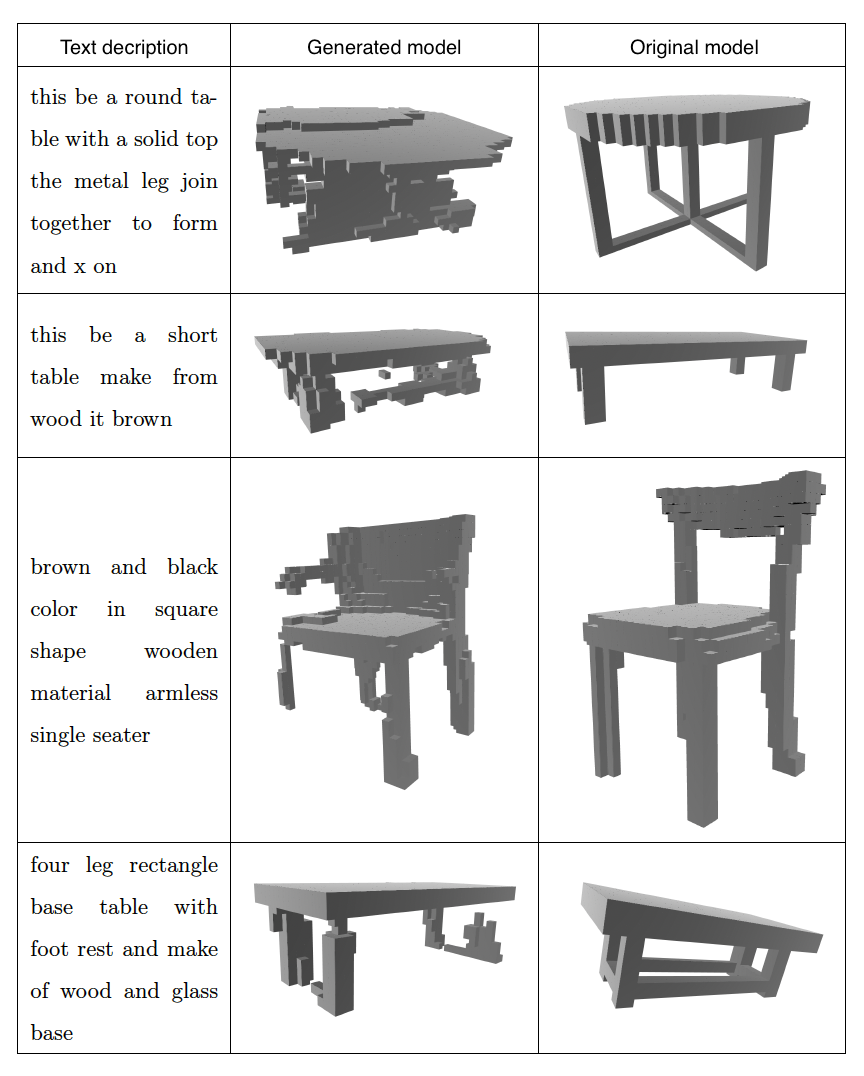 Text decription
Generated model
Original model
this be a round ta-
ble with a solid top
the metal leg join
together to form
and x on
this be a short
table make from
wood it brown
brown and black
color in square
shape wooden
material armless
single seater
four leg rectangle
base table with
foot rest and make
of wood and glass
base